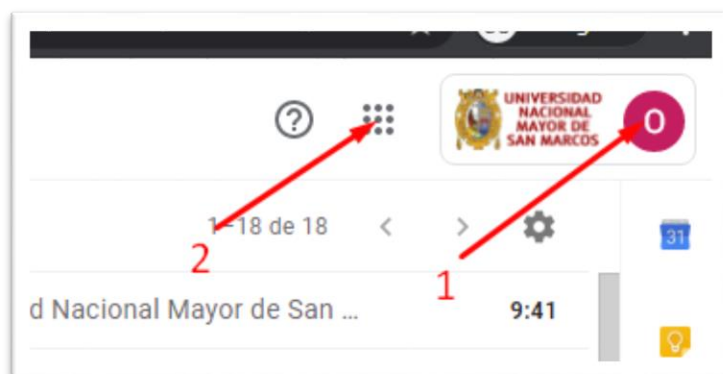 UNIVERSIDAD
NACIONAL
MAYOR DE
SAN MARCOS
O
1–18 de 18
2
1
31
d Nacional Mayor de San ...
9:41